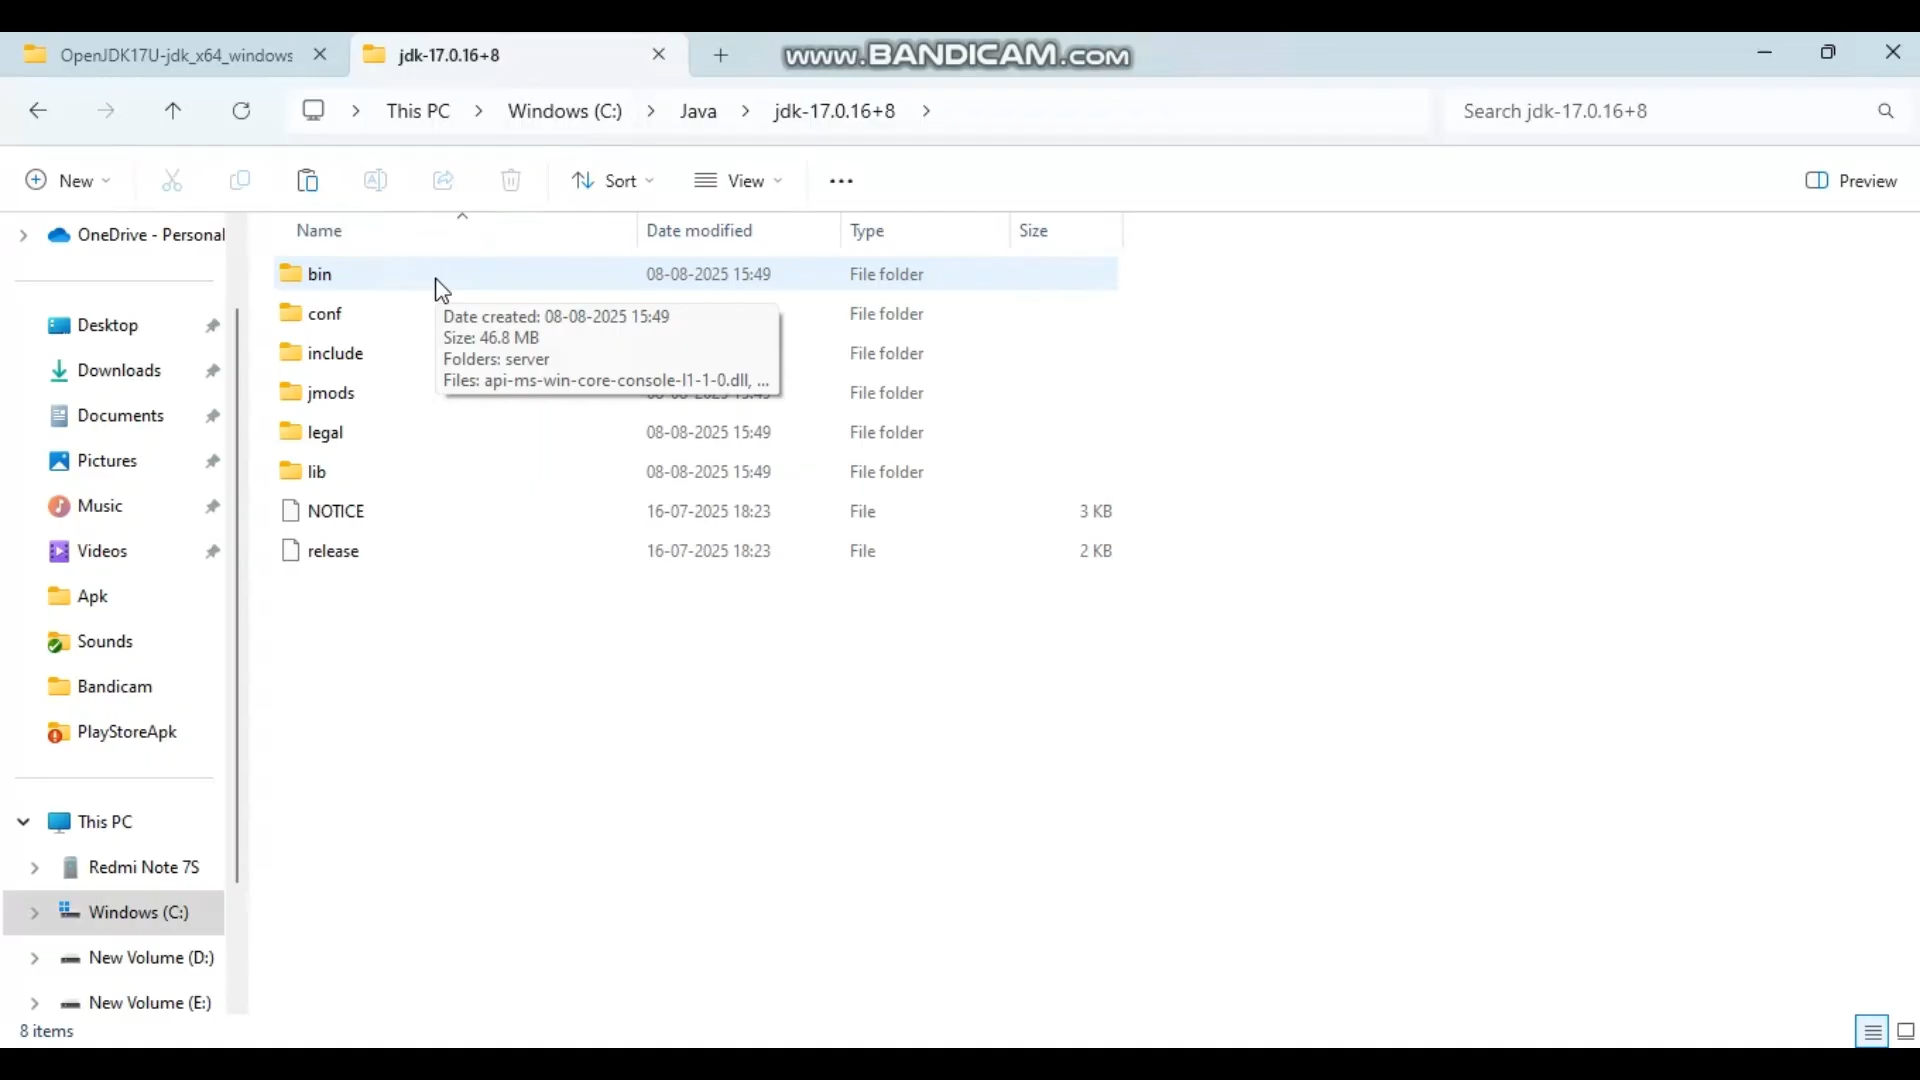 OpenJDK17U-jdk_x64_windows
jdk-17.0.16+8
www.BANDICAM.com
This PC
Windows (C:)
Java
jdk-17.0.16+8
Search jdk-17.0.16+8
New
Sort
View
Preview
OneDrive - Personal
Desktop
Downloads
Documents
Pictures
Music
Videos
Apk
Sounds
Bandicam
PlayStoreApk
This PC
Redmi Note 7S
Windows (C:)
New Volume (D:)
New Volume (E:)
Name Date modified Type Size
bin 08-08-2025 15:49 File folder
conf File folder
include File folder
jmods File folder
legal 08-08-2025 15:49 File folder
lib 08-08-2025 15:49 File folder
NOTICE 16-07-2025 18:23 File 3 KB
release 16-07-2025 18:23 File 2 KB
Date created: 08-08-2025 15:49
Size: 46.8 MB
Folders: server
Files: api-ms-win-core-console-l1-1-0.dll, ...
8 items